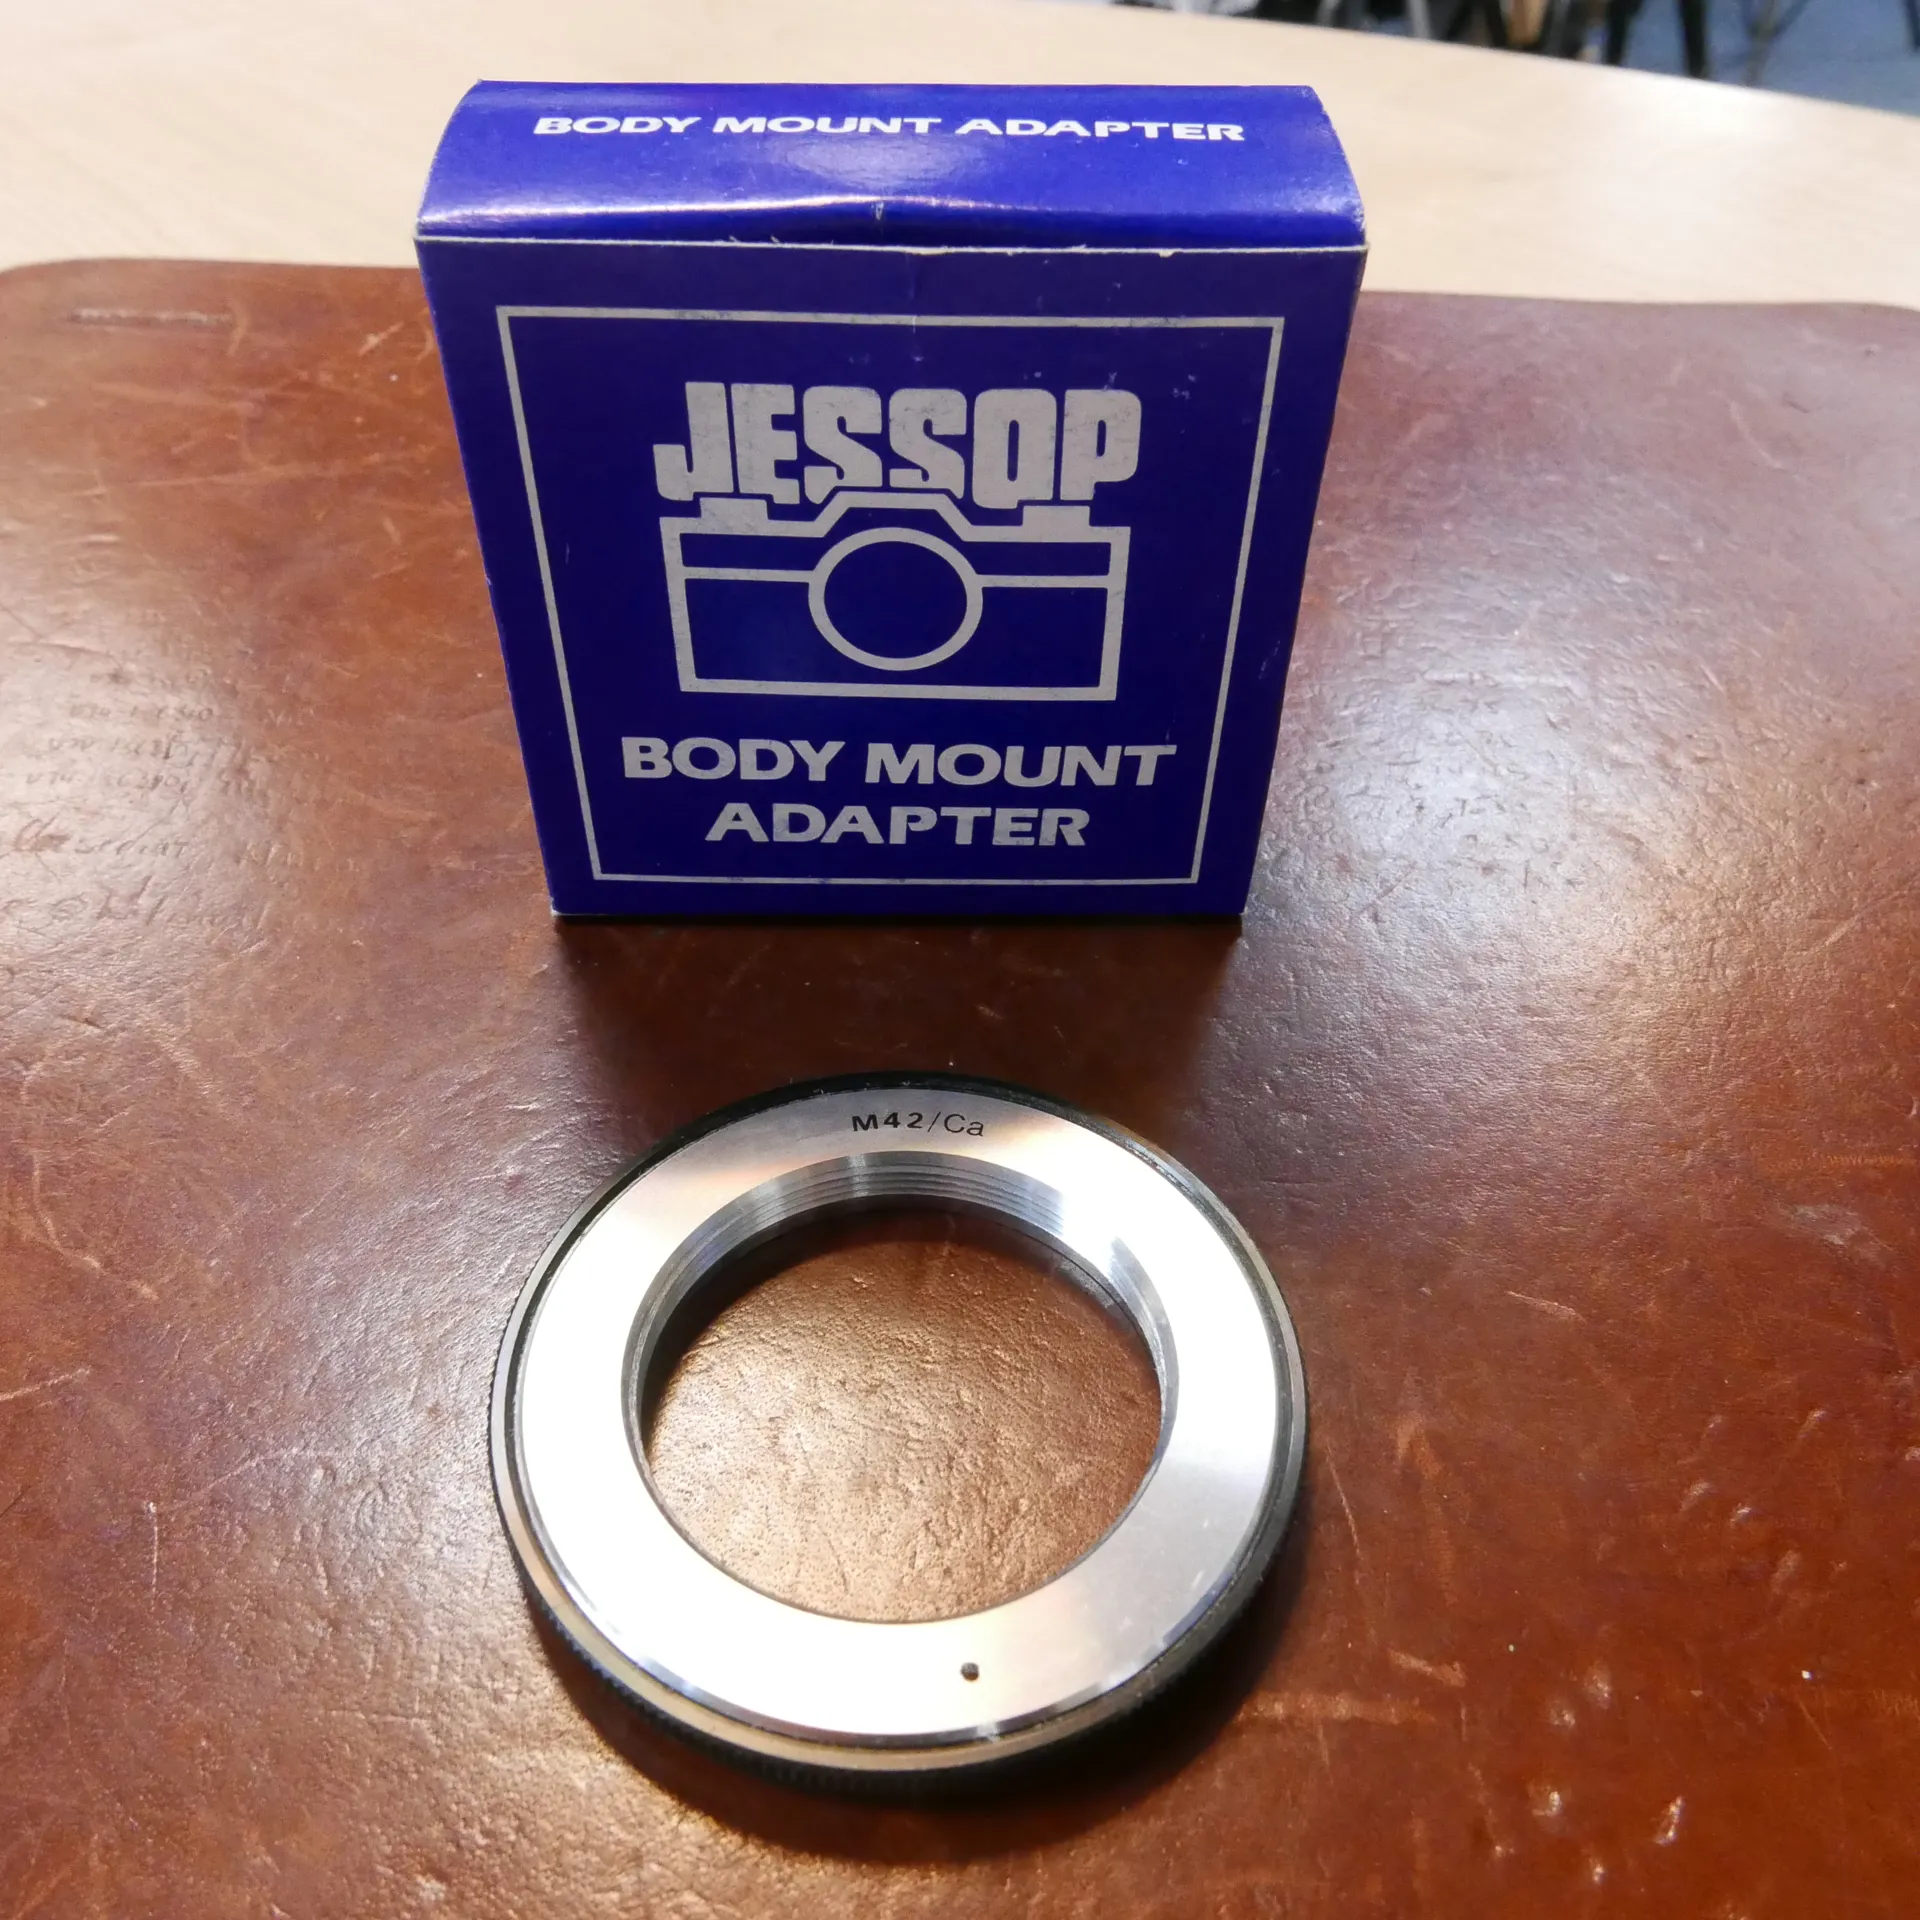 BODY MOUNT ADAPTER
JESSOP
BODY MOUNT
ADAPTER
M42/Ca